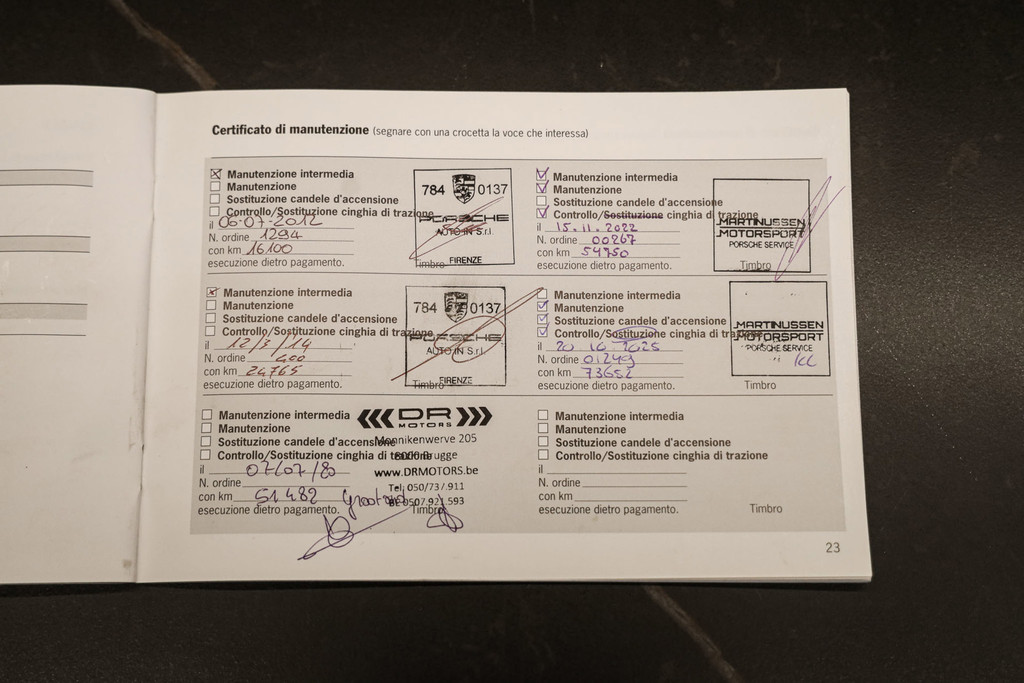 Certificato di manutenzione (segnare con una crocetta la voce che interessa)
Manutenzione intermedia
Manutenzione
Sostituzione candele d'accensione
Controllo/Sostituzione cinghia di trazione
il 06-07-2012
N. ordine 1294
con km 16100
esecuzione dietro pagamento.
784 0137
PORSCHE
AUTO IN S.r.l.
FIRENZE
Timbro
Manutenzione intermedia
Manutenzione
Sostituzione candele d'accensione
Controllo/Sostituzione cinghia di trazione
il 12/3/14
N. ordine 400
con km 24765
esecuzione dietro pagamento.
784 0137
PORSCHE
AUTO IN S.r.l.
FIRENZE
Timbro
Manutenzione intermedia
Manutenzione
Sostituzione candele d'accensione
Controllo/Sostituzione cinghia di trazione
il 07/07/20
N. ordine
con km 51482
esecuzione dietro pagamento.
DR
MOTORS
Monnikenwerve 205
8000 Brugge
www.DRMOTORS.be
Timbro
Manutenzione intermedia
Manutenzione
Sostituzione candele d'accensione
Controllo/Sostituzione cinghia di trazione
il 15.11.2022
N. ordine 00267
con km 54750
esecuzione dietro pagamento.
MARTINUSSEN
MOTORSPORT
PORSCHE SERVICE
Timbro
Manutenzione intermedia
Manutenzione
Sostituzione candele d'accensione
Controllo/Sostituzione cinghia di trazione
il 20.10.2025
N. ordine 01249
con km 73652
esecuzione dietro pagamento.
MARTINUSSEN
MOTORSPORT
PORSCHE SERVICE
Timbro
Manutenzione intermedia
Manutenzione
Sostituzione candele d'accensione
Controllo/Sostituzione cinghia di trazione
il
N. ordine
con km
esecuzione dietro pagamento.
Timbro
23